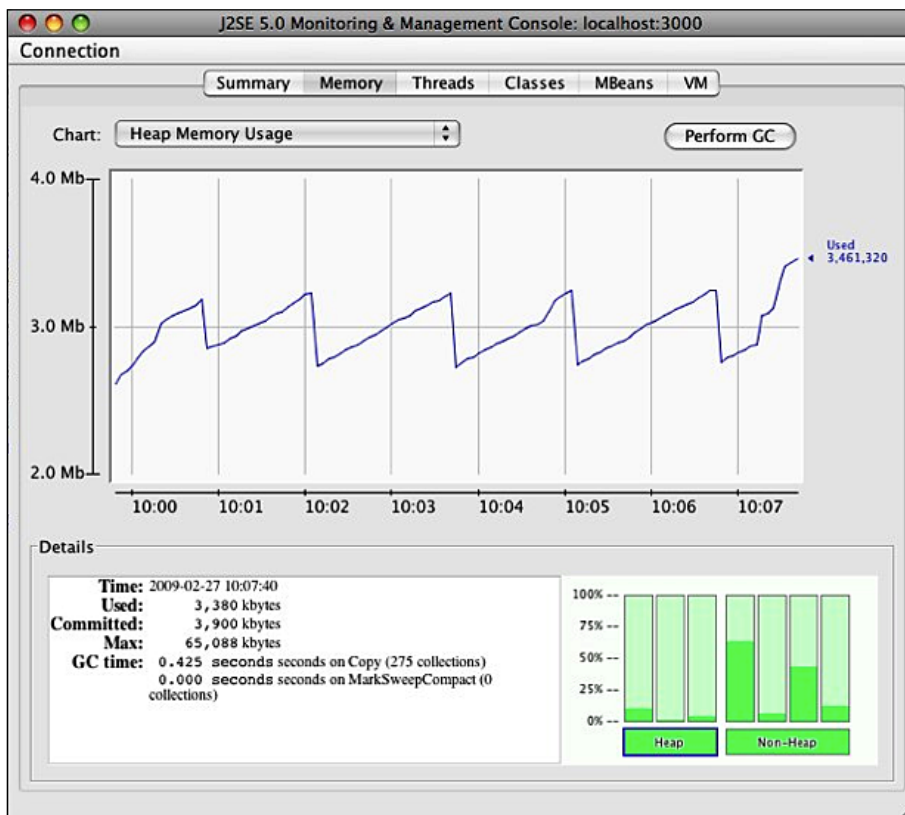 J2SE 5.0 Monitoring & Management Console: localhost:3000
Connection
Summary Memory Threads Classes MBeans VM
Chart: Heap Memory Usage Perform GC
4.0 Mb
Used
3,461,320
3.0 Mb
2.0 Mb
10:00 10:01 10:02 10:03 10:04 10:05 10:06 10:07
Details
Time: 2009-02-27 10:07:40
Used: 3,380 kbytes
Committed: 3,900 kbytes
Max: 65,088 kbytes
GC time: 0.425 seconds seconds on Copy (275 collections)
0.000 seconds seconds on MarkSweepCompact (0
collections)
100% --
75% --
50% --
25% --
0% --
Heap Non-Heap